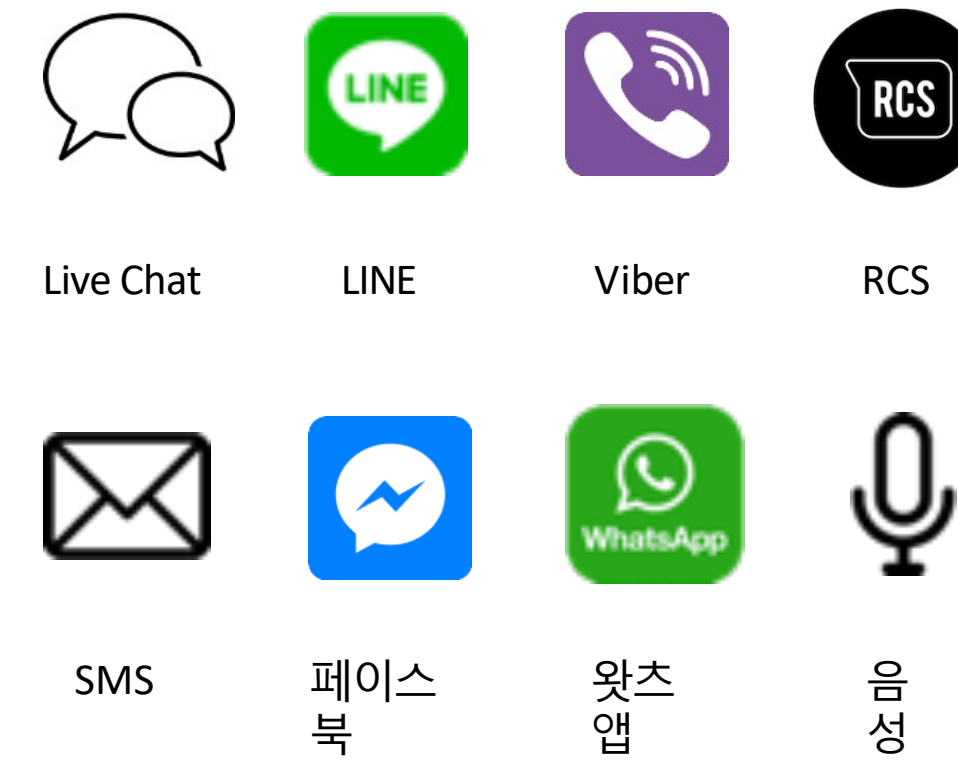 LINE
RCS
Live Chat
LINE
Viber
RCS
WhatsApp
SMS
페이스
북
왓츠
앱
음
성